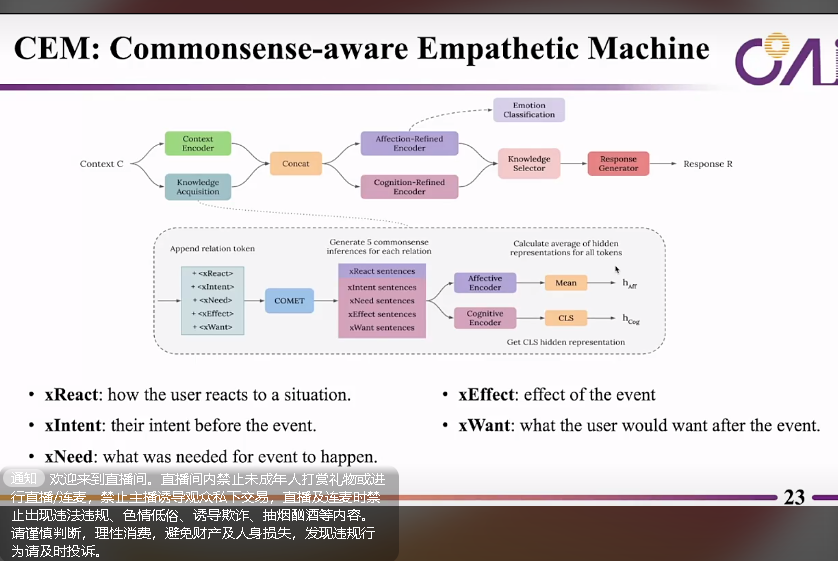 CEM: Commonsense-aware Empathetic Machine
Emotion
Classification
Context
Encoder
Affection-Refined
Encoder
Context C
Concat
Knowledge
Selector
Response
Generator
Response R
Knowledge
Acquisition
Cognition-Refined
Encoder
Append relation token
Generate 5 commonsense
inferences for each relation
Calculate average of hidden
representations for all tokens
+ <xReact>
+ <xIntent>
+ <xNeed>
+ <xEffect>
+ <xWant>
COMET
xReact sentences
xIntent sentences
xNeed sentences
xEffect sentences
xWant sentences
Affective
Encoder
Mean
hAff
Cognitive
Encoder
CLS
hCog
Get CLS hidden representation
• xReact: how the user reacts to a situation.
• xIntent: their intent before the event.
• xNeed: what was needed for event to happen.
• xEffect: effect of the event
• xWant: what the user would want after the event.
23
通知 欢迎来到直播间。直播间内禁止未成年人打赏礼物或进
行直播/连麦，禁止主播诱导观众私下交易，直播及连麦时禁
止出现违法违规、色情低俗、诱导欺诈、抽烟酗酒等内容。
请谨慎判断，理性消费，避免财产及人身损失，发现违规行
为请及时投诉。